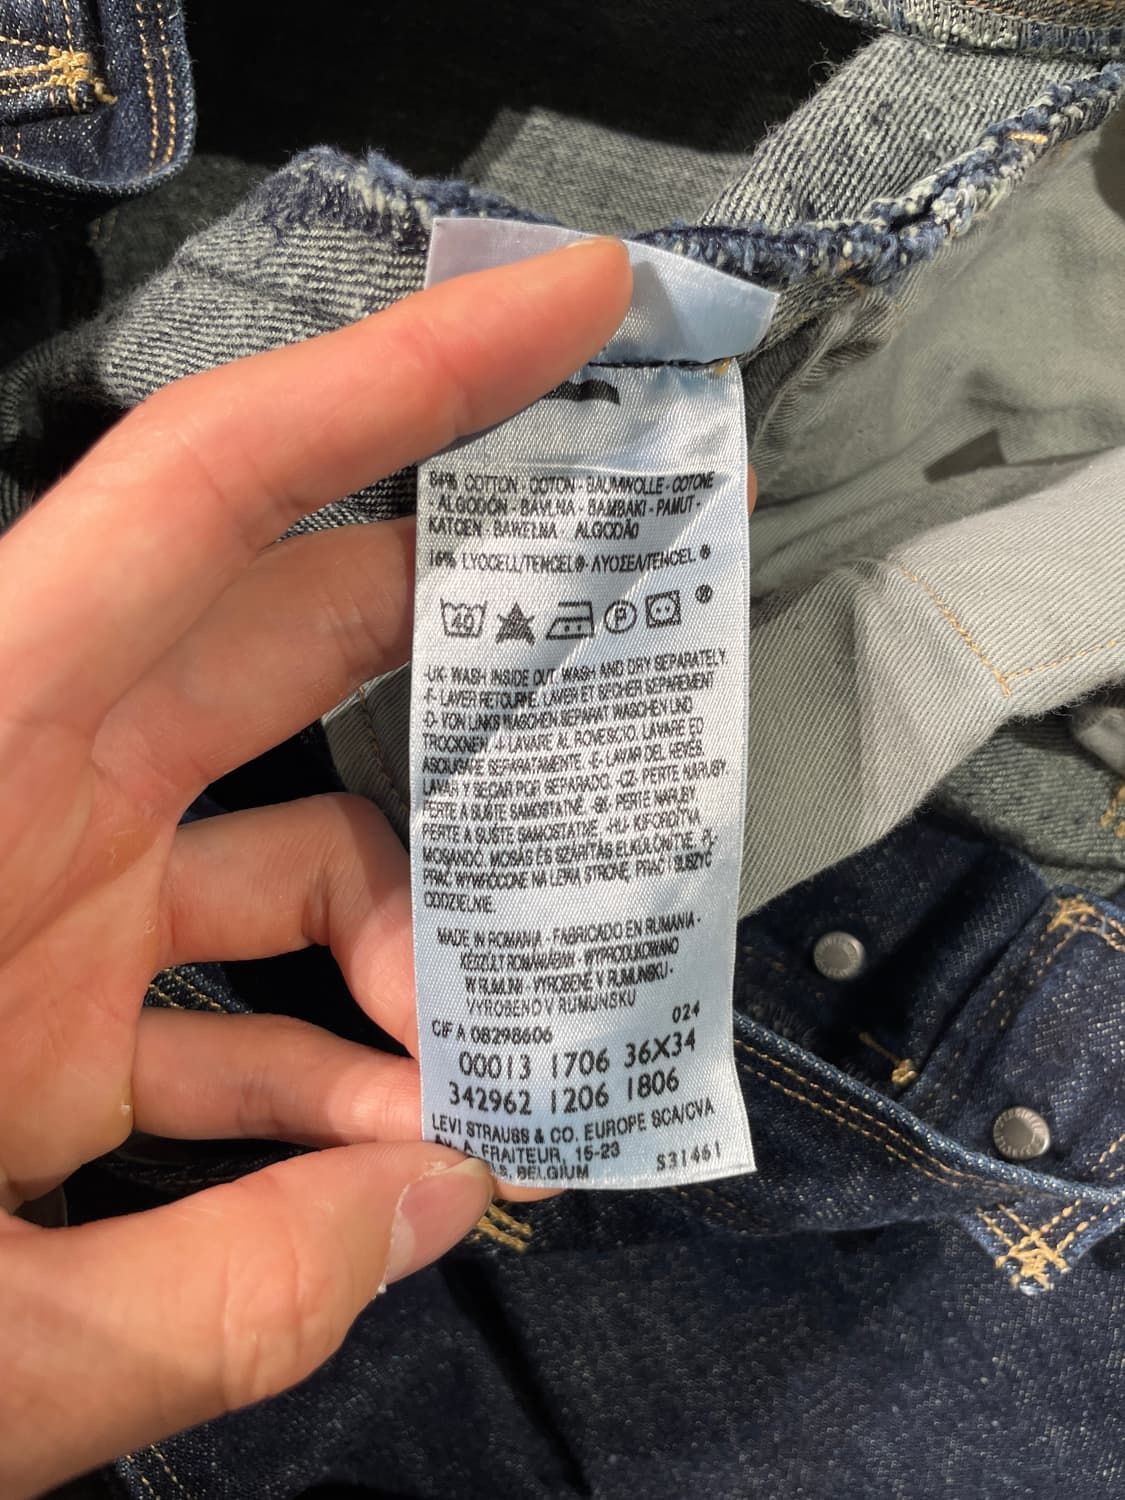 84% COTTON - COTON - BAUMWOLLE - COTONE
- ALGODÓN - BAVLNA - BAMBAKI - PAMUT -
KATOEN - BAWEŁNA ALGODÃO
16% LYOCELL/TENCEL® - ΛΥΟΣΕΛ/TENCEL ®
40 P ®
-UK- WASH INSIDE OUT. WASH AND DRY SEPARATELY.
-F- LAVER RETOURNE. LAVER ET SECHER SEPAREMENT
-D- VON LINKS WASCHEN SEPARAT WASCHEN UND
TROCKNEN. -I- LAVARE AL ROVESCIO. LAVARE ED
ASCIUGARE SEPARATAMENTE. -E- LAVAR DEL REVES.
LAVAR Y SECAR POR SEPARADO. -CZ- PERTE NARUBY.
PERTE A SUŠTE SAMOSTATNĚ. -SK- PERTE NARUBY
PERTE A SUŠTE SAMOSTATNE. -HU- KIFORDÍTVA
MOSANDÓ. MOSÁS ÉS SZÁRÍTÁS ELKÜLÖNÍTVE. -PL-
PRAĆ WYWRÓCONE NA LEWĄ STRONĘ. PRAĆ I SUSZYĆ
ODDZIELNIE.
MADE IN ROMANIA - FABRICADO EN RUMANIA -
KÉSZÜLT ROMÁNIÁBAN - WYPRODUKOWANO
W RUMUNII - VYROBENÉ V RUMUNSKU -
VYROBENO V RUMUNSKU
024
CIF A 08298606
00013 1706 36X34
342962 1206 1806
LEVI STRAUSS & CO. EUROPE SCA/CVA
AV. A. FRAITEUR, 15-23
BELGIUM S31461